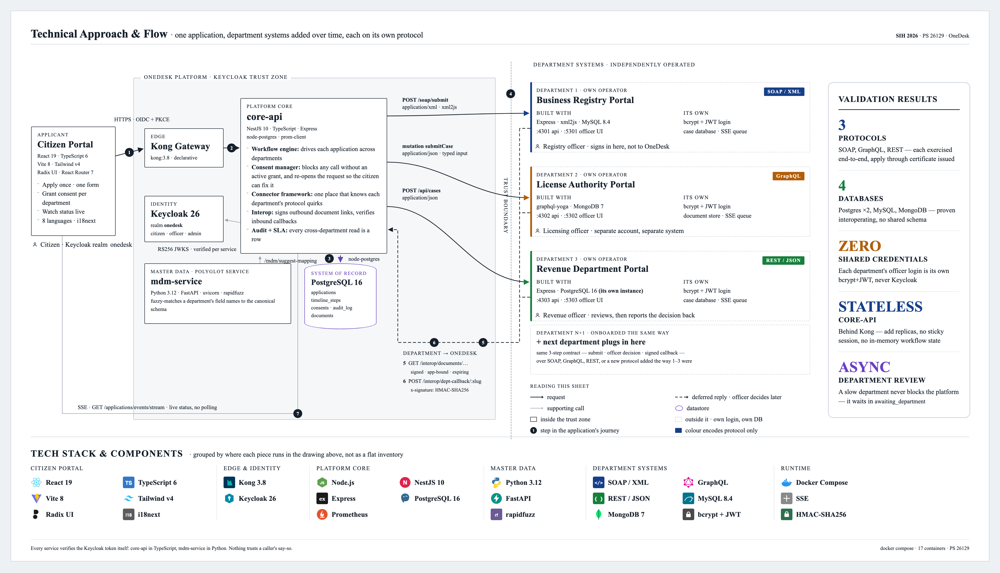 Technical Approach & Flow · one application, department systems added over time, each on its own protocol
SIH 2026 · PS 26129 · OneDesk
ONEDESK PLATFORM · KEYCLOAK TRUST ZONE
HTTPS · OIDC + PKCE
APPLICANT
Citizen Portal
React 19 · TypeScript 6
Vite 8 · Tailwind v4
Radix UI · React Router 7
- Apply once · one form
- Grant consent per
department
- Watch status live
- 8 languages · i18next
Citizen · Keycloak realm onedesk
1
EDGE
Kong Gateway
kong:3.8 · declarative
2
IDENTITY
Keycloak 26
realm onedesk
citizen · officer · admin
RS256 JWKS · verified per service
PLATFORM CORE
core-api
NestJS 10 · TypeScript · Express
node-postgres · prom-client
- Workflow engine: drives each application across
departments
- Consent manager: blocks any call without an
active grant, and re-opens the request so the citizen
can fix it
- Connector framework: one place that knows each
department's protocol quirks
- Interop: signs outbound document links, verifies
inbound callbacks
- Audit + SLA: every cross-department read is a
row
/mdm/suggest-mapping
3
node-postgres
MASTER DATA · POLYGLOT SERVICE
mdm-service
Python 3.12 · FastAPI · uvicorn · rapidfuzz
fuzzy-matches a department's field names to the canonical
schema
SYSTEM OF RECORD
PostgreSQL 16
applications
timeline_steps
consents · audit_log
documents
POST /soap/submit
application/xml · xml2js
mutation submitCase
application/json · typed input
POST /api/cases
application/json
6
5
DEPARTMENT → ONEDESK
5 GET /interop/documents/…
signed · app-bound · expiring
6 POST /interop/dept-callback/:slug
x-signature: HMAC-SHA256
SSE · GET /applications/events/stream · live status, no polling
7
4
TRUST BOUNDARY
DEPARTMENT SYSTEMS · INDEPENDENTLY OPERATED
DEPARTMENT 1 · OWN OPERATOR
SOAP / XML
Business Registry Portal
BUILT WITH
Express · xml2js · MySQL 8.4
:4301 api · :5301 officer UI
ITS OWN
bcrypt + JWT login
case database · SSE queue
Registry officer · signs in here, not to OneDesk
DEPARTMENT 2 · OWN OPERATOR
GraphQL
License Authority Portal
BUILT WITH
graphql-yoga · MongoDB 7
:4302 api · :5302 officer UI
ITS OWN
bcrypt + JWT login
document store · SSE queue
Licensing officer · separate account, separate system
DEPARTMENT 3 · OWN OPERATOR
REST / JSON
Revenue Department Portal
BUILT WITH
Express · PostgreSQL 16 (its own instance)
:4303 api · :5303 officer UI
ITS OWN
bcrypt + JWT login
case database · SSE queue
Revenue officer · reviews, then reports the decision back
DEPARTMENT N+1 · ONBOARDED THE SAME WAY
+ next department plugs in here
same 3-step contract — submit · officer decision · signed callback —
over SOAP, GraphQL, REST, or a new protocol added the way 1–3 were
READING THIS SHEET
request
deferred reply · officer decides later
supporting call
datastore
inside the trust zone
outside it · own login, own DB
1 step in the application's journey
colour encodes protocol only
VALIDATION RESULTS
3
PROTOCOLS
SOAP, GraphQL, REST — each exercised
end-to-end, apply through certificate issued
4
DATABASES
Postgres ×2, MySQL, MongoDB — proven
interoperating, no shared schema
ZERO
SHARED CREDENTIALS
Each department's officer login is its own
bcrypt+JWT, never Keycloak
STATELESS
CORE-API
Behind Kong — add replicas, no sticky
session, no in-memory workflow state
ASYNC
DEPARTMENT REVIEW
A slow department never blocks the platform
— it waits in awaiting_department
TECH STACK & COMPONENTS · grouped by where each piece runs in the drawing above, not as a flat inventory
CITIZEN PORTAL
React 19
TS TypeScript 6
Vite 8
Tailwind v4
Radix UI
i18 i18next
EDGE & IDENTITY
Kong 3.8
Keycloak 26
PLATFORM CORE
JS Node.js
N NestJS 10
ex Express
PostgreSQL 16
Prometheus
MASTER DATA
Python 3.12
FastAPI
rf rapidfuzz
DEPARTMENT SYSTEMS
</> SOAP / XML
GraphQL
{ } REST / JSON
MySQL 8.4
MongoDB 7
bcrypt + JWT
RUNTIME
Docker Compose
SSE
HMAC-SHA256
Every service verifies the Keycloak token itself: core-api in TypeScript, mdm-service in Python. Nothing trusts a caller's say-so.
docker compose · 17 containers · PS 26129